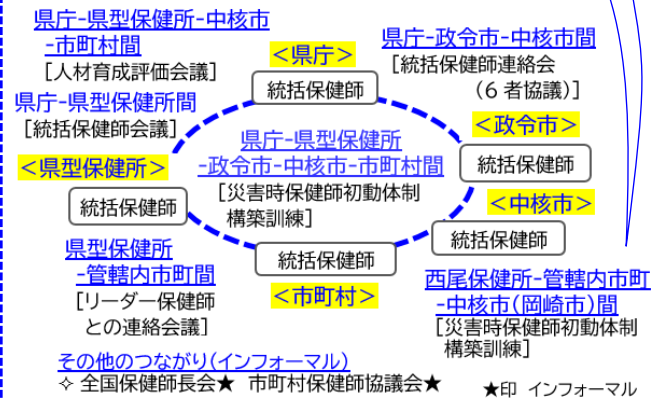 県庁-県型保健所-中核市
-市町村間
[人材育成評価会議]
県庁-県型保健所間
[統括保健師会議]
<県庁>
統括保健師
県庁-政令市-中核市間
[統括保健師連絡会
(6者協議)]
<政令市>
統括保健師
<県型保健所>
統括保健師
県庁-県型保健所
-政令市-中核市-市町村間
[災害時保健師初動体制
構築訓練]
<中核市>
統括保健師
統括保健師
<市町村>
県型保健所
-管轄内市町間
[リーダー保健師
との連絡会議]
西尾保健所-管轄内市町
-中核市(岡崎市)間
[災害時保健師初動体制
構築訓練]
その他のつながり(インフォーマル)
✧ 全国保健師長会★ 市町村保健師協議会★
★印 インフォーマル